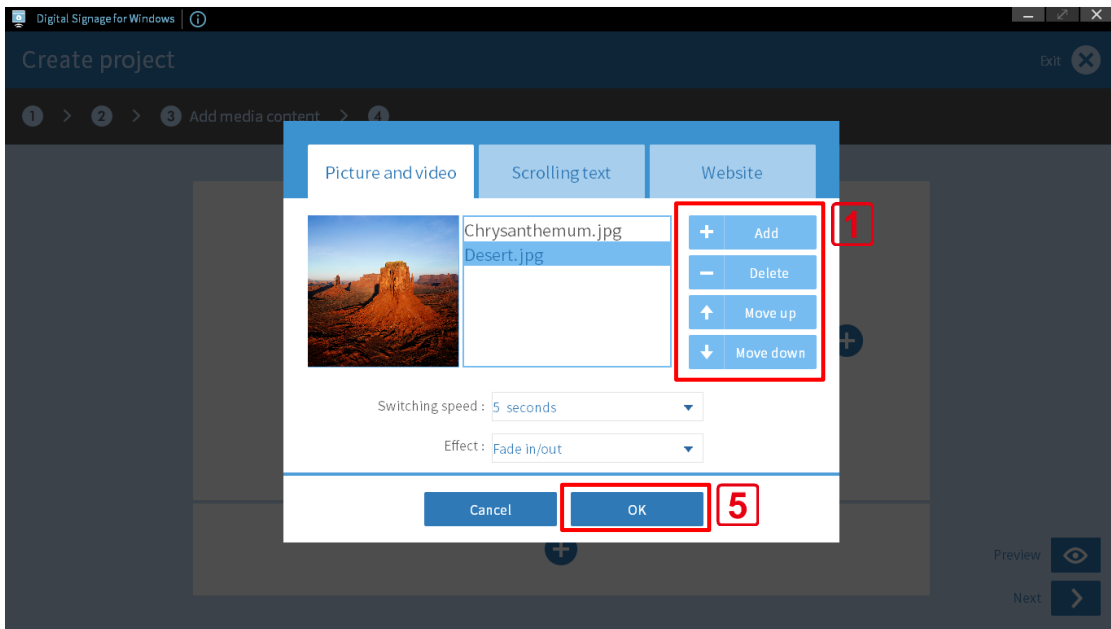 Digital Signage for Windows
Create project
Exit
1 > 2 > 3 Add media content > 4
Picture and video
Scrolling text
Website
Chrysanthemum.jpg
Desert.jpg
Add
Delete
Move up
Move down
1
Switching speed : 5 seconds
Effect : Fade in/out
Cancel
OK
5
Preview
Next